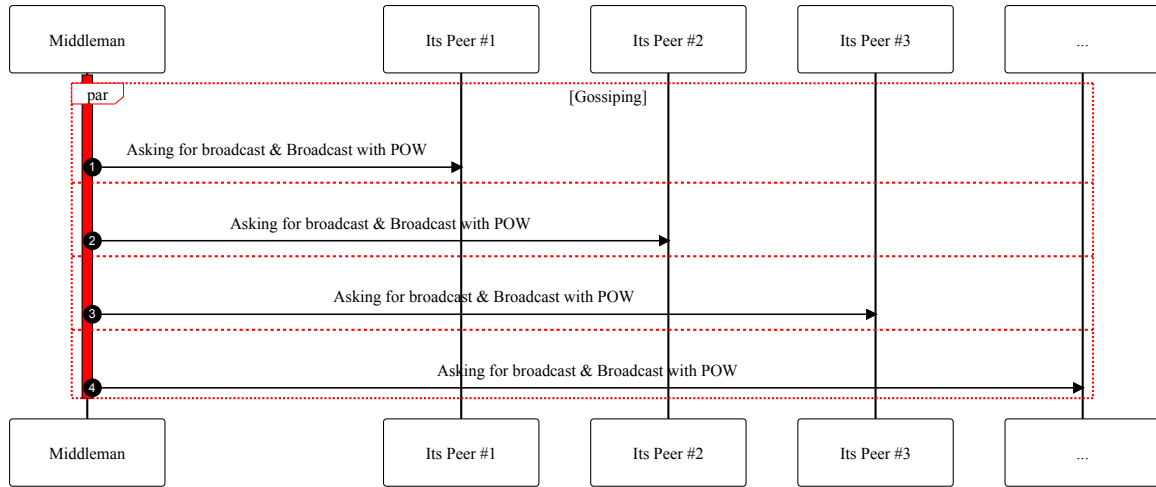 Middleman
Its Peer #1
Its Peer #2
Its Peer #3
...
par
[Gossiping]
Asking for broadcast & Broadcast with POW
1
Asking for broadcast & Broadcast with POW
2
Asking for broadcast & Broadcast with POW
3
Asking for broadcast & Broadcast with POW
4
Middleman
Its Peer #1
Its Peer #2
Its Peer #3
...